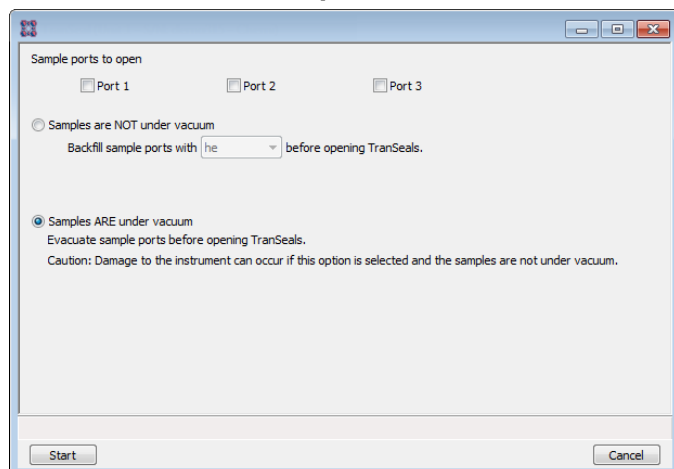 Sample ports to open
Port 1 Port 2 Port 3
Samples are NOT under vacuum
Backfill sample ports with he before opening TranSeals.
Samples ARE under vacuum
Evacuate sample ports before opening TranSeals.
Caution: Damage to the instrument can occur if this option is selected and the samples are not under vacuum.
Start Cancel